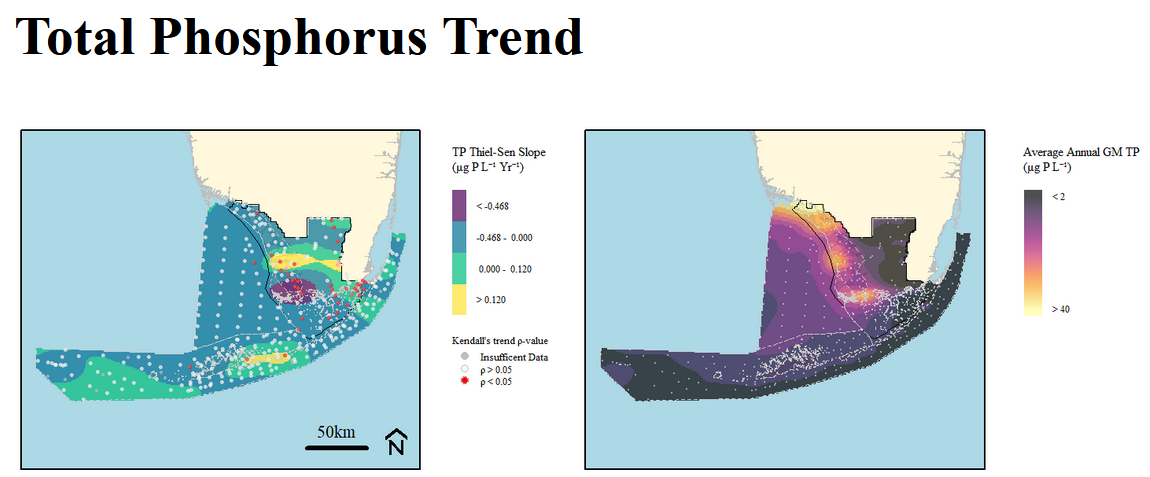 Total Phosphorus Trend
TP Thiel-Sen Slope
(μg P L⁻¹ Yr⁻¹)
< -0.468
-0.468 - 0.000
0.000 - 0.120
> 0.120
Kendall's trend ρ-value
Insufficent Data
ρ > 0.05
ρ < 0.05
50km
N
Average Annual GM TP
(μg P L⁻¹)
< 2
> 40